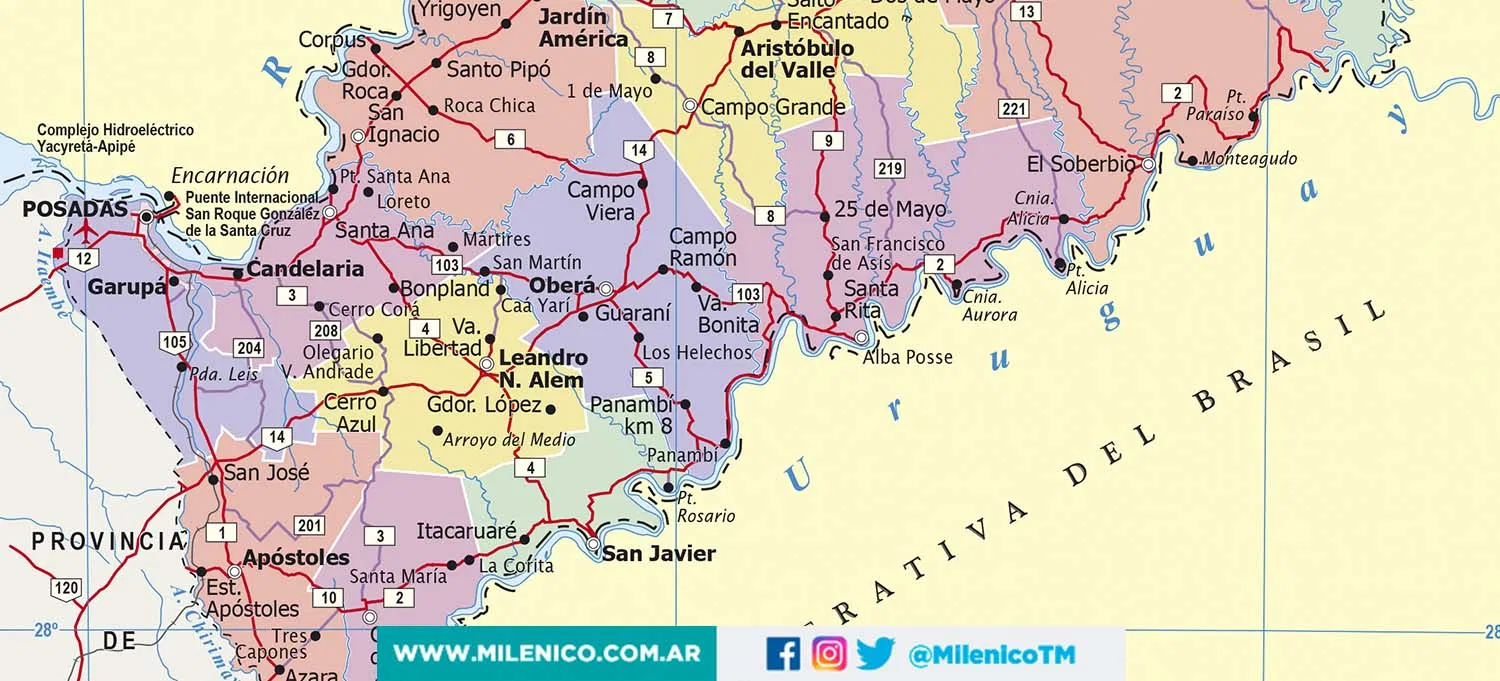 Yrigoyen
Jardín
América
7
Salto
Encantado
Dos de Mayo
13
Corpus
8
Aristóbulo
del Valle
R
Gdor.
Roca
Santo Pipó
1 de Mayo
Roca Chica
Campo Grande
221
2
Pt.
Paraíso
y
San
Ignacio
6
14
9
Complejo Hidroeléctrico
Yacyretá-Apipé
El Soberbio
Monteagudo
a
Encarnación
Pt. Santa Ana
Loreto
Campo
Viera
219
Puente Internacional
San Roque González
de la Santa Cruz
POSADAS
8
25 de Mayo
Cnia.
Alicia
Santa Ana
Mártires
Campo
Ramón
San Francisco
de Asis
u
A. Itaembé
12
Candelaria
103
San Martín
2
Pt.
Alicia
Garupá
3
Bonpland
Oberá
Caá Yarí
103
Santa
Rita
Cnia.
Aurora
g
Cerro Corá
Guaraní
Va.
Bonita
208
4
Va.
Libertad
105
204
Olegario
V. Andrade
Leandro
N. Alem
Los Helechos
Alba Posse
u
Pda. Leis
5
Cerro
Azul
Gdor. López
Panambí
km 8
r
14
Arroyo del Medio
Panambí
San José
4
U
Pt.
Rosario
201
1
3
Itacaruaré
PROVINCIA
Apóstoles
San Javier
La Corita
Santa María
120
Est.
Apóstoles
10
2
A. Chirimay
28º
DE
Tres
Capones
C
Azara
ERATIVA DEL BRASIL
28
WWW.MILENICO.COM.AR
@MilenicoTM